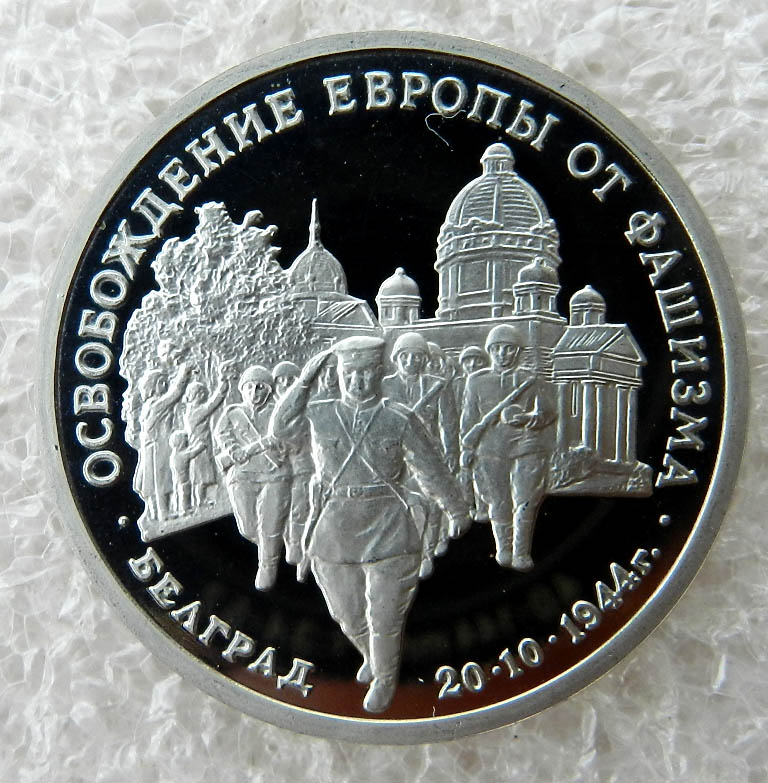 ОСВОБОЖДЕНИЕ ЕВРОПЫ ОТ ФАШИЗМА
· БЕЛГРАД 20·10·1944г. ·